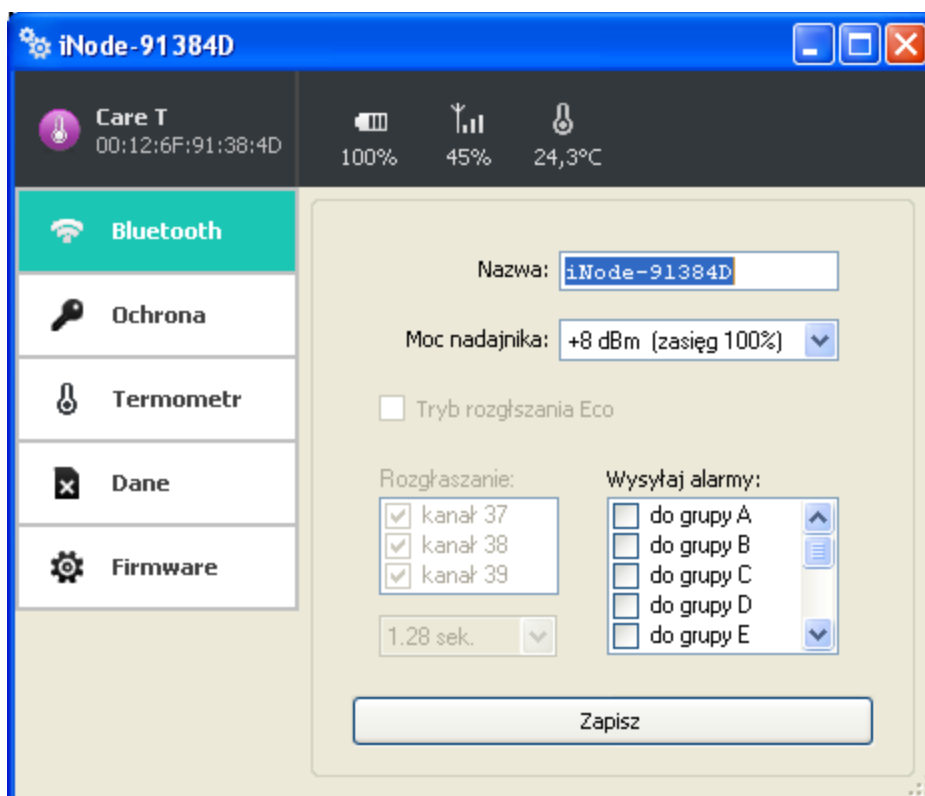 iNode-91384D
Care T
00:12:6F:91:38:4D
100%
45%
24,3°C
Bluetooth
Ochrona
Termometr
Dane
Firmware
Nazwa: iNode-91384D
Moc nadajnika: +8 dBm (zasięg 100%)
Tryb rozgłszania Eco
Rozgłaszanie:
kanał 37
kanał 38
kanał 39
1.28 sek.
Wysyłaj alarmy:
do grupy A
do grupy B
do grupy C
do grupy D
do grupy E
Zapisz